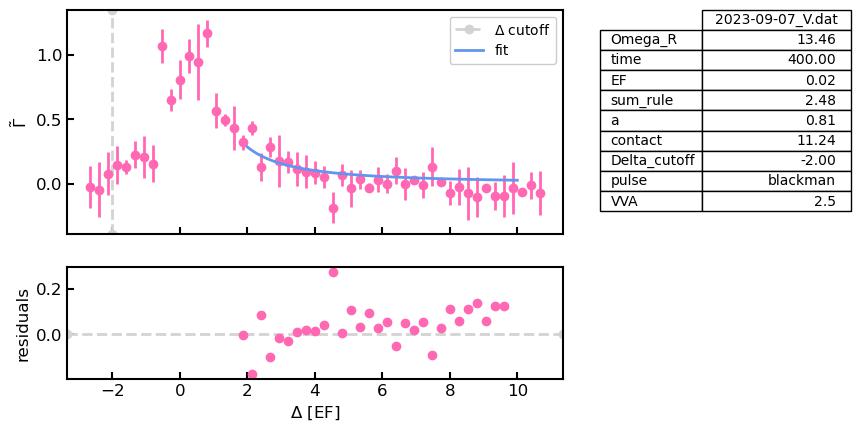 Δ cutoff
fit
1.0
0.5
0.0
Γ̃
0.2
0.0
residuals
−2 0 2 4 6 8 10
Δ [EF]
2023-09-07_V.dat
Omega_R 13.46
time 400.00
EF 0.02
sum_rule 2.48
a 0.81
contact 11.24
Delta_cutoff -2.00
pulse blackman
VVA 2.5